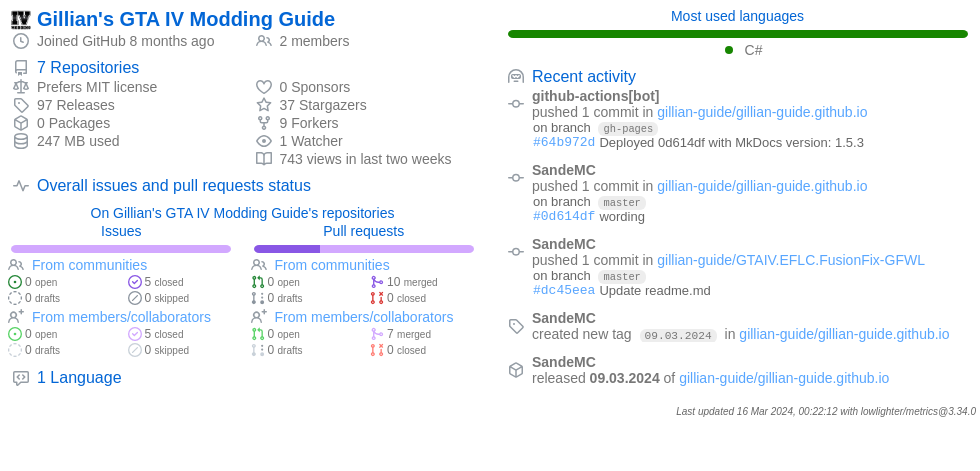 Gillian's GTA IV Modding Guide
Joined GitHub 8 months ago
2 members
7 Repositories
Prefers MIT license
0 Sponsors
97 Releases
37 Stargazers
0 Packages
9 Forkers
247 MB used
1 Watcher
743 views in last two weeks
Overall issues and pull requests status
On Gillian's GTA IV Modding Guide's repositories
Issues
Pull requests
From communities
0 open
5 closed
0 drafts
0 skipped
From members/collaborators
0 open
5 closed
0 drafts
0 skipped
From communities
0 open
10 merged
0 drafts
0 closed
From members/collaborators
0 open
7 merged
0 drafts
0 closed
1 Language
Most used languages
C#
Recent activity
github-actions[bot]
pushed 1 commit in gillian-guide/gillian-guide.github.io
on branch gh-pages
#64b972d Deployed 0d614df with MkDocs version: 1.5.3
SandeMC
pushed 1 commit in gillian-guide/gillian-guide.github.io
on branch master
#0d614df wording
SandeMC
pushed 1 commit in gillian-guide/GTAIV.EFLC.FusionFix-GFWL
on branch master
#dc45eea Update readme.md
SandeMC
created new tag 09.03.2024 in gillian-guide/gillian-guide.github.io
SandeMC
released 09.03.2024 of gillian-guide/gillian-guide.github.io
Last updated 16 Mar 2024, 00:22:12 with lowlighter/metrics@3.34.0